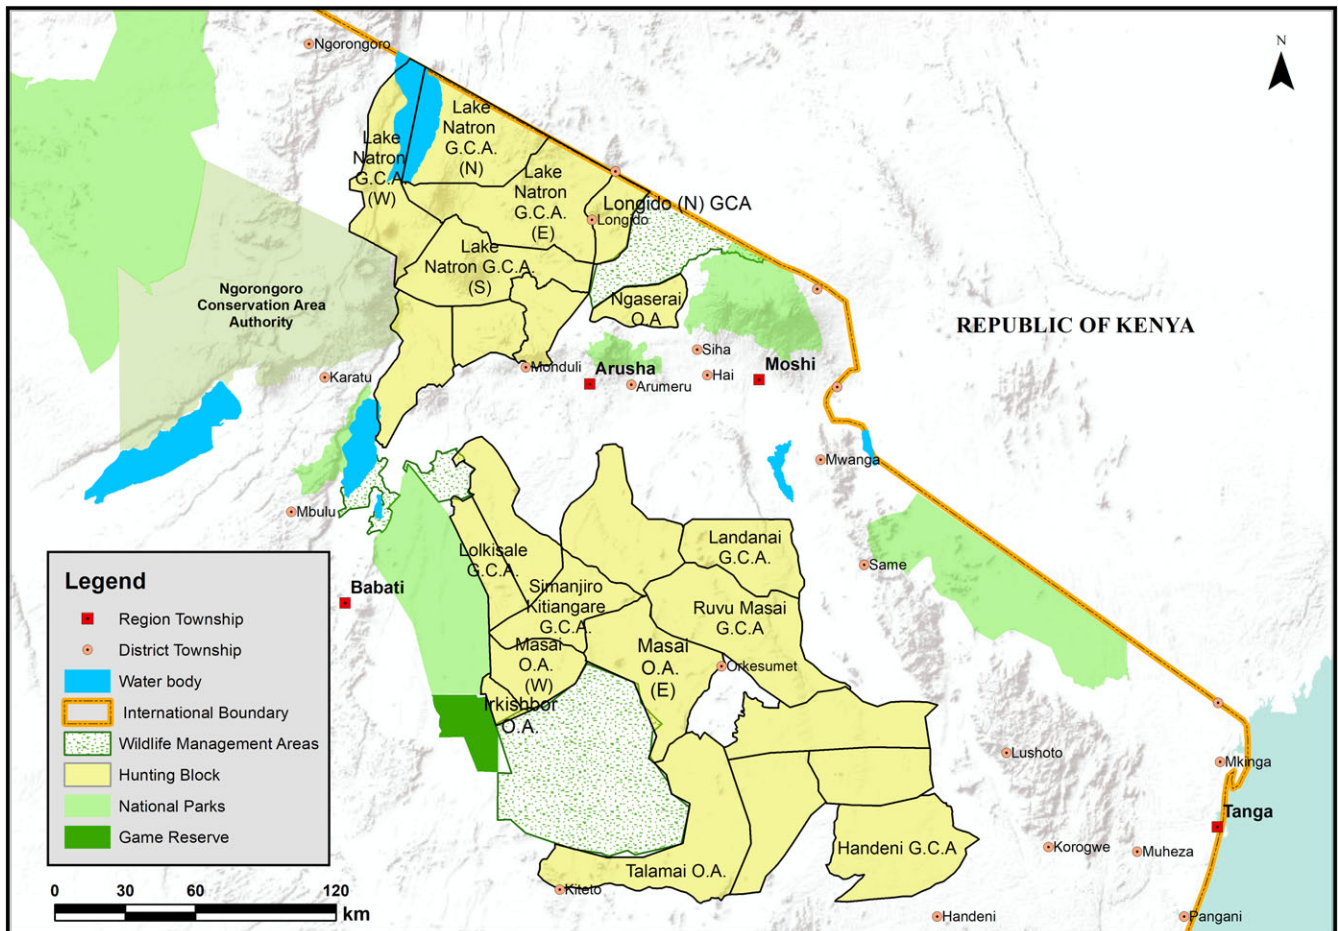 N
Ngorongoro
Lake
Natron
G.C.A.
(N)
Lake
Natron
G.C.A.
(W)
Lake
Natron
G.C.A.
(E)
Longido (N) GCA
Longido
Lake
Natron G.C.A.
(S)
Ngorongoro
Conservation Area
Authority
Ngaserai
O.A
REPUBLIC OF KENYA
Siha
Monduli
Arusha
Moshi
Hai
Karatu
Arumeru
Mwanga
Mbulu
Landanai
G.C.A.
Lolkisale
G.C.A.
Same
Simanjiro
Kitiangare
G.C.A.
Babati
Ruvu Masai
G.C.A
Masai
O.A.
(W)
Masai
O.A.
(E)
Orkesumet
Irkishbor
O.A.
Lushoto
Mkinga
Tanga
Handeni G.C.A
Korogwe
Muheza
Talamai O.A.
Kiteto
Handeni
Pangani
Legend
Region Township
District Township
Water body
International Boundary
Wildlife Management Areas
Hunting Block
National Parks
Game Reserve
0 30 60 120
km